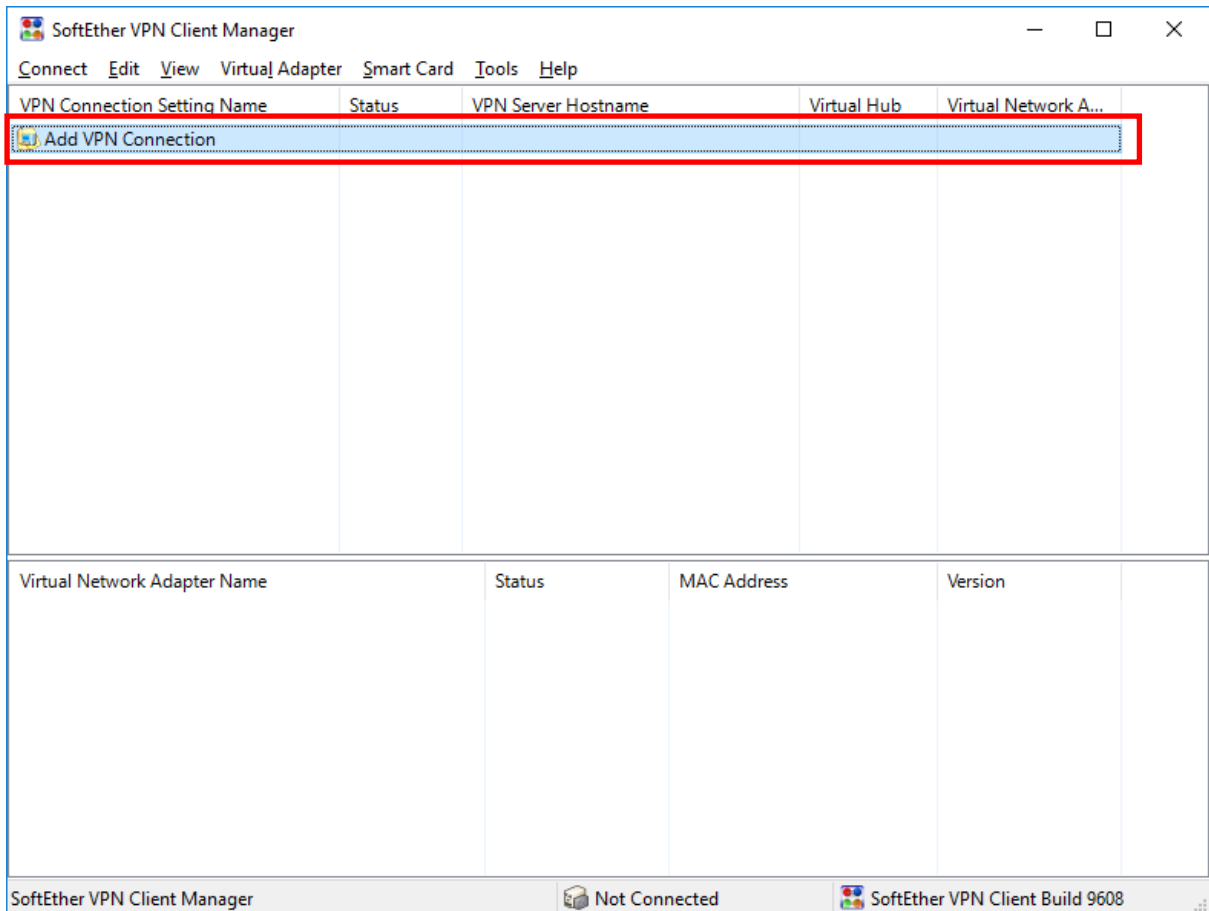 SoftEther VPN Client Manager
Connect Edit View Virtual Adapter Smart Card Tools Help
VPN Connection Setting Name Status VPN Server Hostname Virtual Hub Virtual Network A...
Add VPN Connection
Virtual Network Adapter Name Status MAC Address Version
SoftEther VPN Client Manager Not Connected SoftEther VPN Client Build 9608